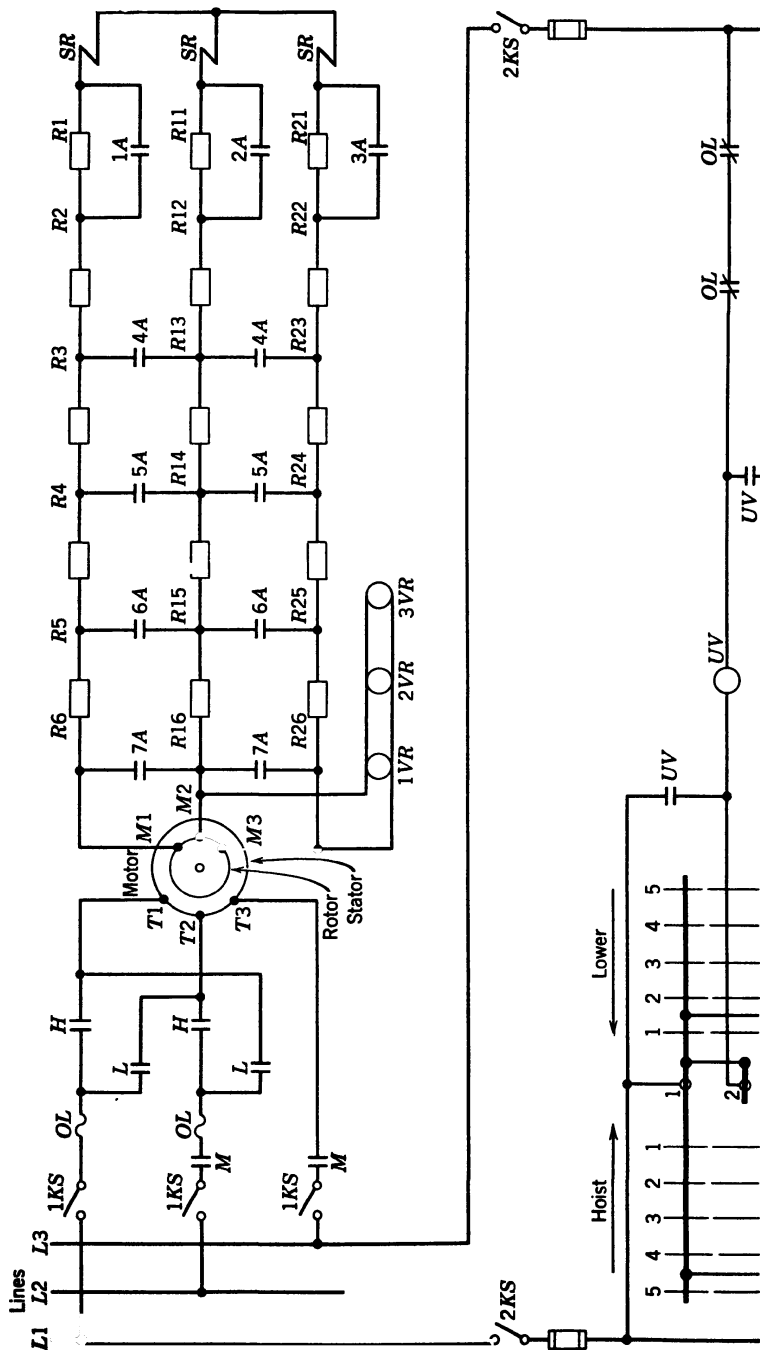 SR
SR
SR
R1
R11
R21
1A
2A
3A
R2
R12
R22
R3
4A
R13
4A
R23
R4
5A
R14
5A
R24
R5
6A
R15
6A
R25
R6
7A
R16
7A
R26
1VR
2VR
3VR
M1
M2
M3
Motor
Rotor
Stator
T1
T2
T3
H
H
L
L
OL
OL
M
M
1KS
1KS
1KS
Lines
L1
L2
L3
2KS
2KS
OL
OL
UV
UV
UV
Hoist
Lower
5 4 3 2 1
1 2 3 4 5
1
2